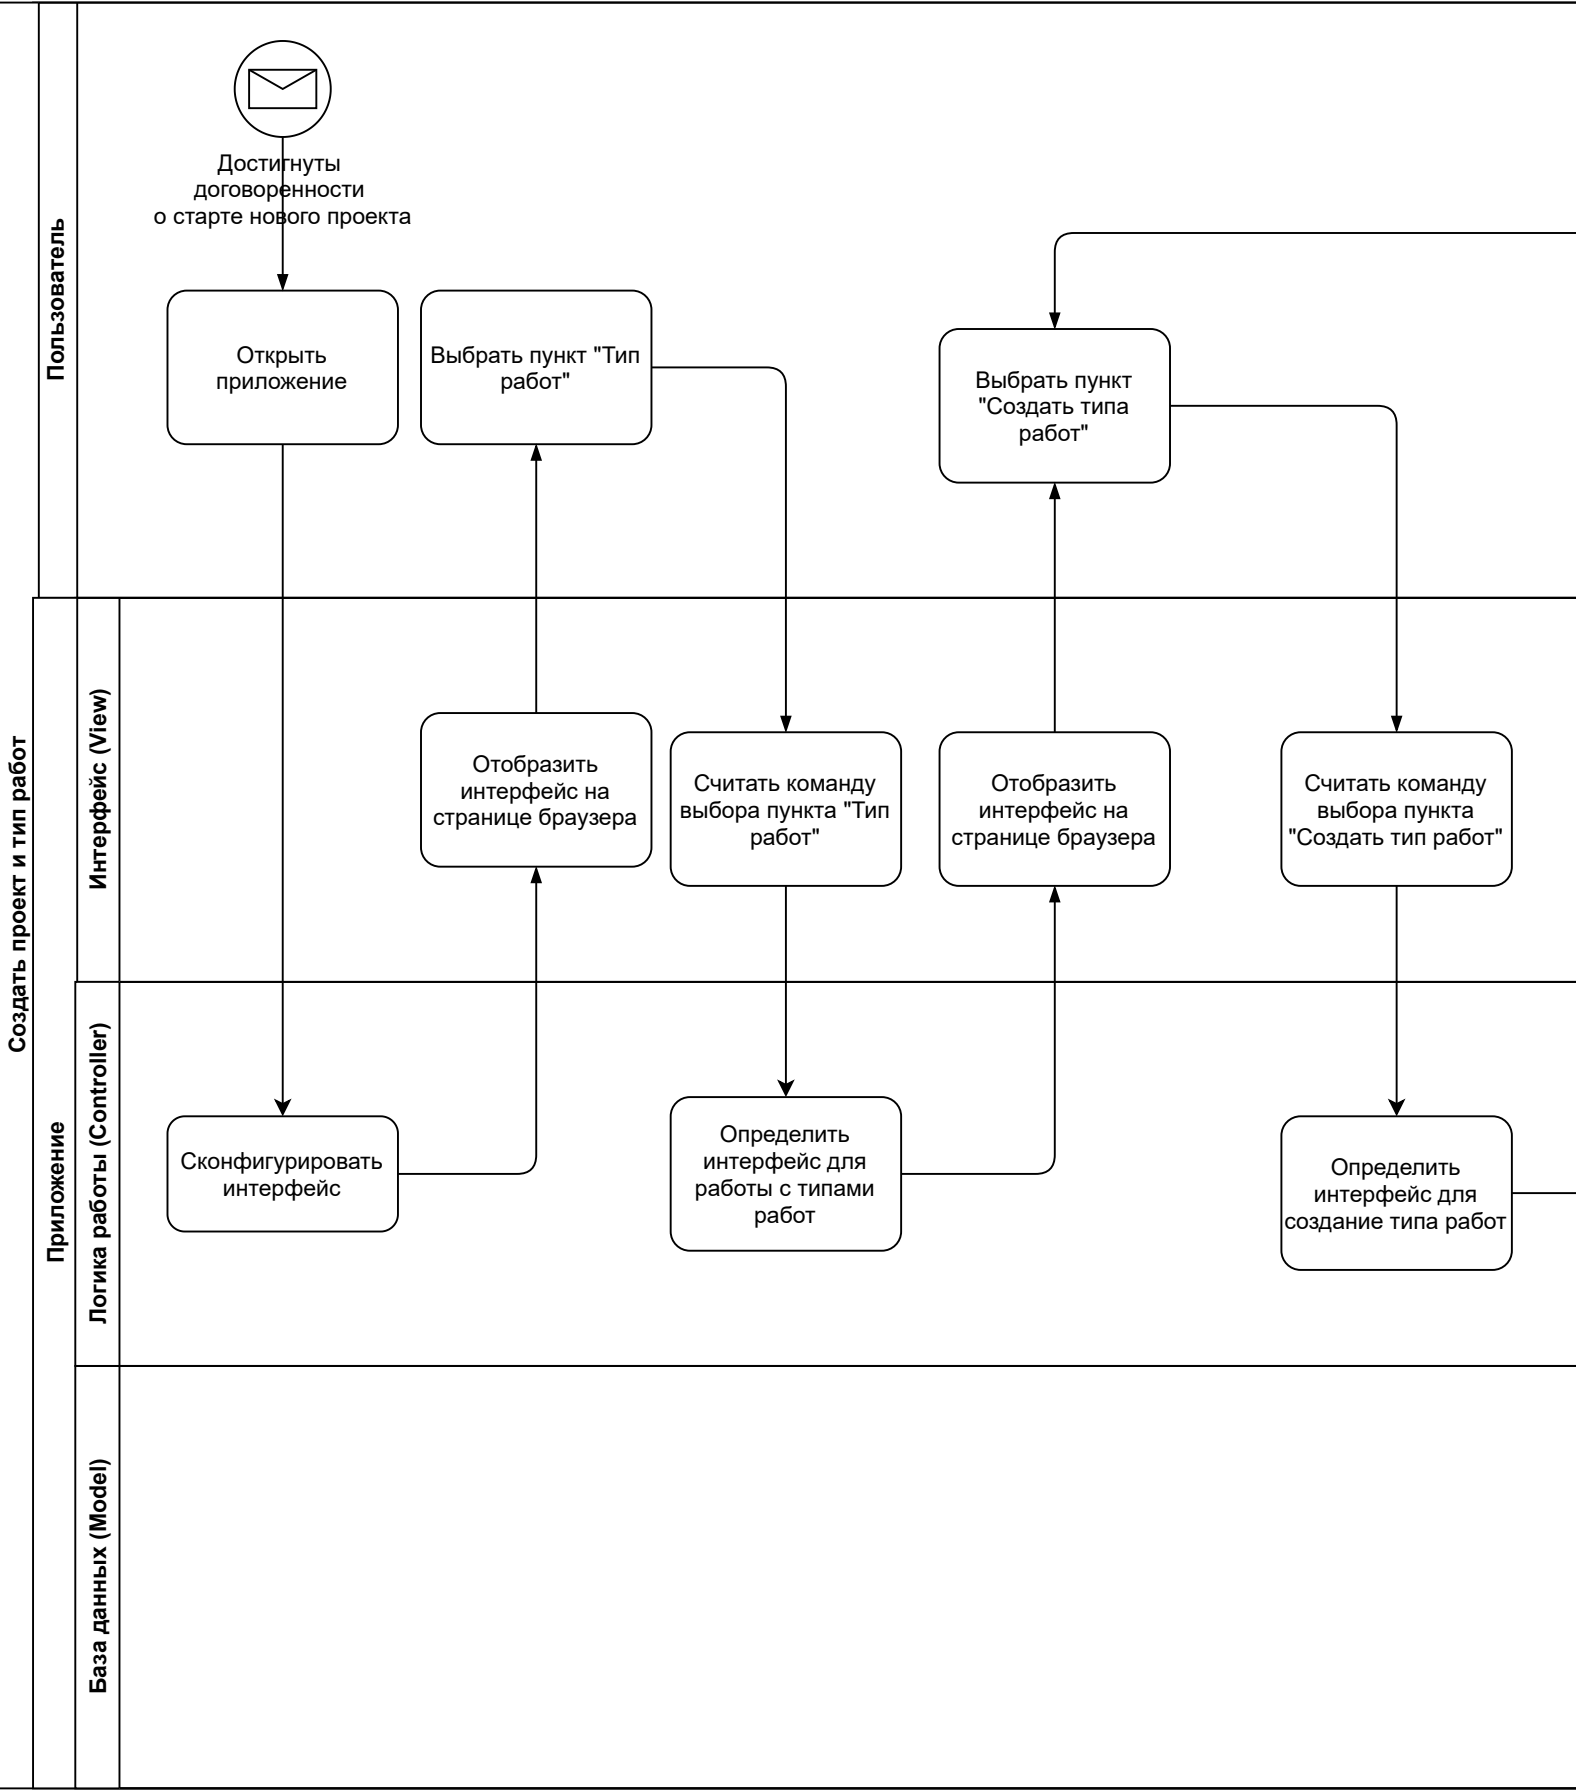 Создать проект и тип работ
Пользователь
Достигнуты
договоренности
о старте нового проекта
Открыть
приложение
Выбрать пункт "Тип
работ"
Выбрать пункт
"Создать типа
работ"
Приложение
Интерфейс (View)
Отобразить
интерфейс на
странице браузера
Считать команду
выбора пункта "Тип
работ"
Отобразить
интерфейс на
странице браузера
Считать команду
выбора пункта
"Создать тип работ"
Логика работы (Controller)
Сконфигурировать
интерфейс
Определить
интерфейс для
работы с типами
работ
Определить
интерфейс для
создание типа работ
База данных (Model)